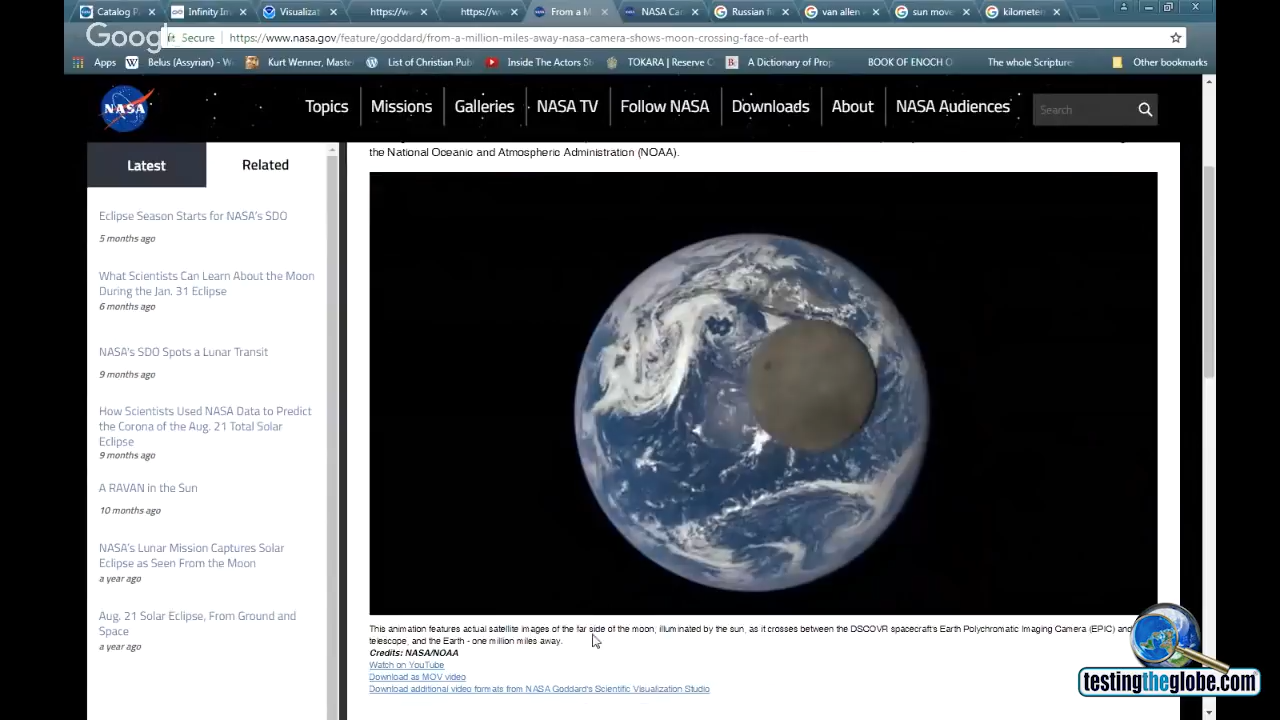 Catalog P
Infinity In
Visualizat
https://w
https://w
From a M
NASA Ca
Russian fi
van allen
sun move
kilometer
Goog
Secure
https://www.nasa.gov/feature/goddard/from-a-million-miles-away-nasa-camera-shows-moon-crossing-face-of-earth
Apps
Belus (Assyrian) - W
Kurt Wenner, Maste
List of Christian Pub
Inside The Actors St
TOKARA | Reserve C
A Dictionary of Prop
BOOK OF ENOCH O
The whole Scripture
Other bookmarks
NASA
Topics
Missions
Galleries
NASA TV
Follow NASA
Downloads
About
NASA Audiences
Search
Latest
Related
Eclipse Season Starts for NASA's SDO
5 months ago
What Scientists Can Learn About the Moon
During the Jan. 31 Eclipse
6 months ago
NASA's SDO Spots a Lunar Transit
9 months ago
How Scientists Used NASA Data to Predict
the Corona of the Aug. 21 Total Solar
Eclipse
9 months ago
A RAVAN in the Sun
10 months ago
NASA's Lunar Mission Captures Solar
Eclipse as Seen From the Moon
a year ago
Aug. 21 Solar Eclipse, From Ground and
Space
a year ago
the National Oceanic and Atmospheric Administration (NOAA).
This animation features actual satellite images of the far side of the moon, illuminated by the sun, as it crosses between the DSCOVR spacecraft's Earth Polychromatic Imaging Camera (EPIC) and
telescope, and the Earth - one million miles away.
Credits: NASA/NOAA
Watch on YouTube
Download as MOV video
Download additional video formats from NASA Goddard's Scientific Visualization Studio
testingtheglobe.com